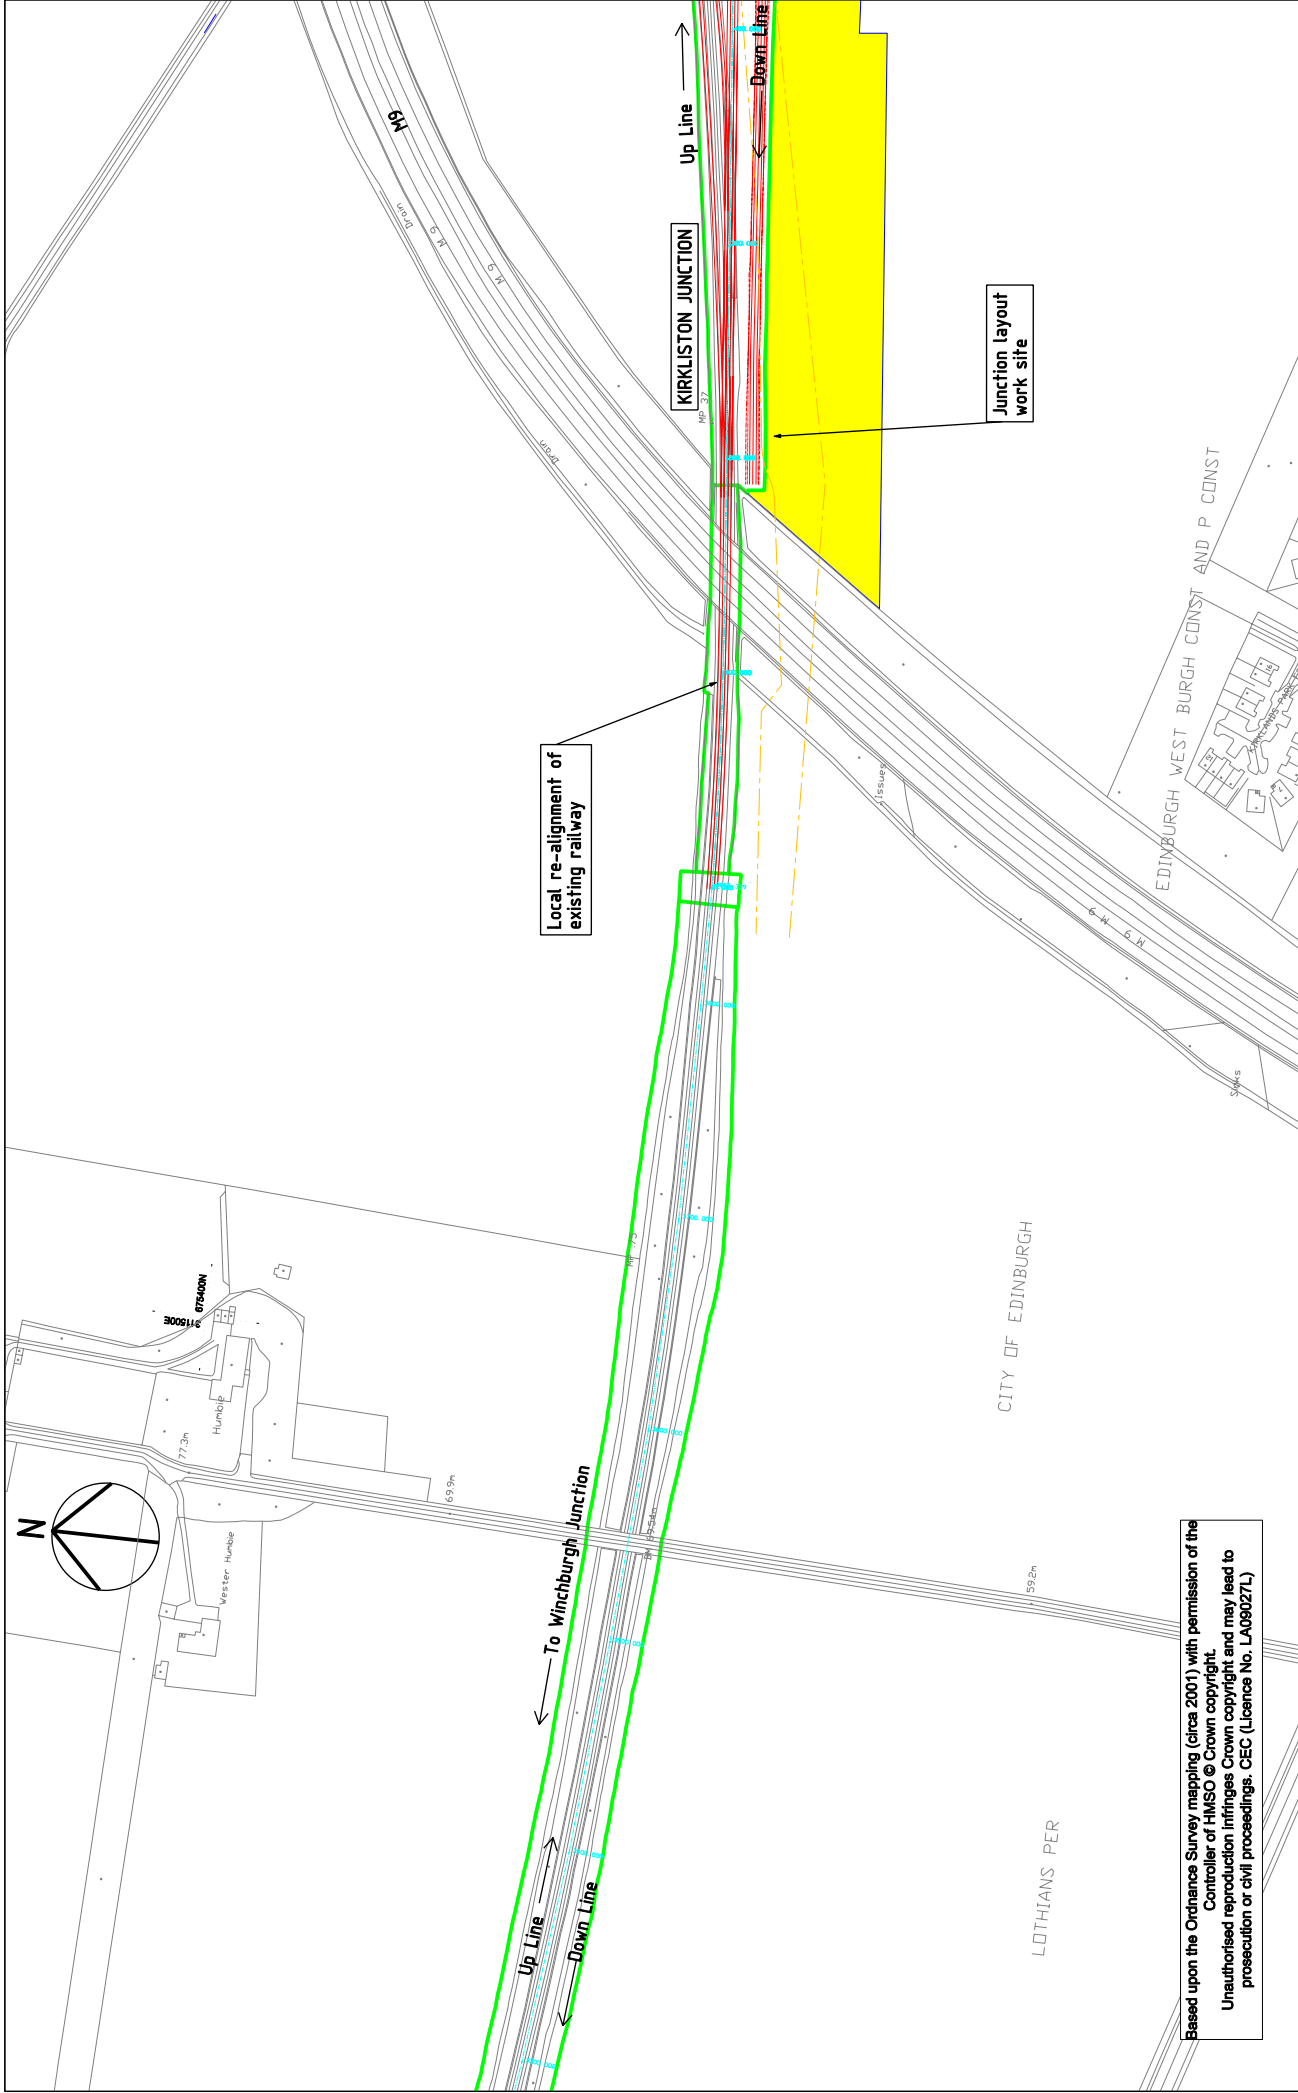 M9
Drain
M 9
M 9
Up Line
Down Line
KIRKLISTON JUNCTION
MP 37
Drain
Junction layout
work site
Local re-alignment of
existing railway
EDINBURGH WEST BURGH CONST AND P CONST
16
Issues
M 9
M 9
CITY OF EDINBURGH
675400N
311500E
Humbie
77.3m
69.9m
N
Wester Humbie
To Winchburgh Junction
59.2m
Up Line
Down Line
LOTHIANS PER
Based upon the Ordnance Survey mapping (circa 2001) with permission of the
Controller of HMSO © Crown copyright.
Unauthorised reproduction infringes Crown copyright and may lead to
prosecution or civil proceedings. CEC (Licence No. LA09027L)